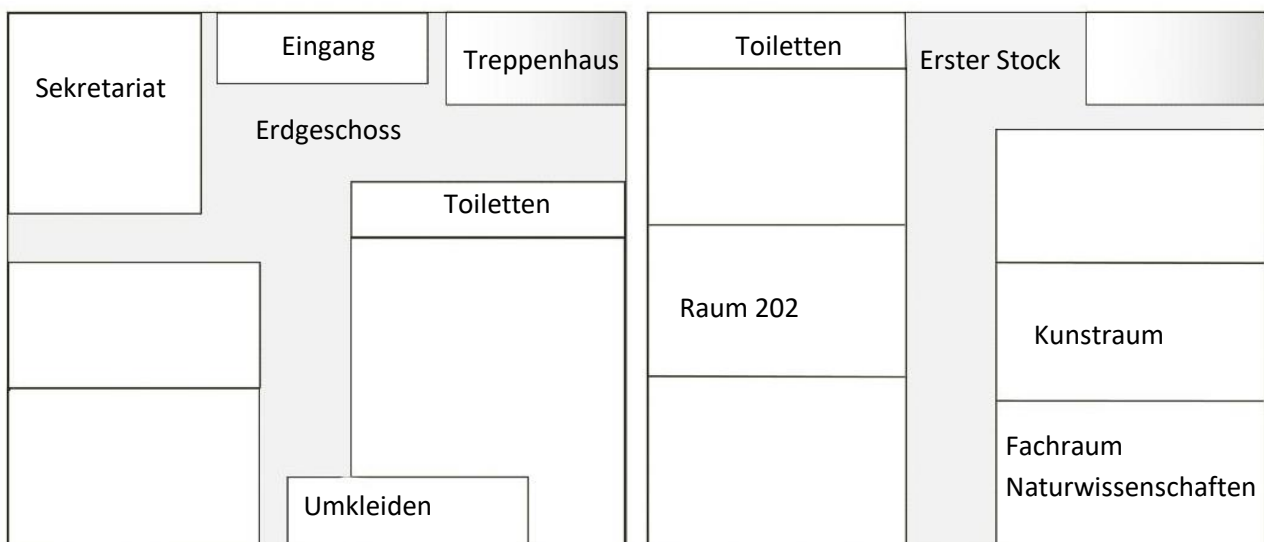 Sekretariat
Eingang
Treppenhaus
Erdgeschoss
Toiletten
Umkleiden
Toiletten
Erster Stock
Raum 202
Kunstraum
Fachraum
Naturwissenschaften